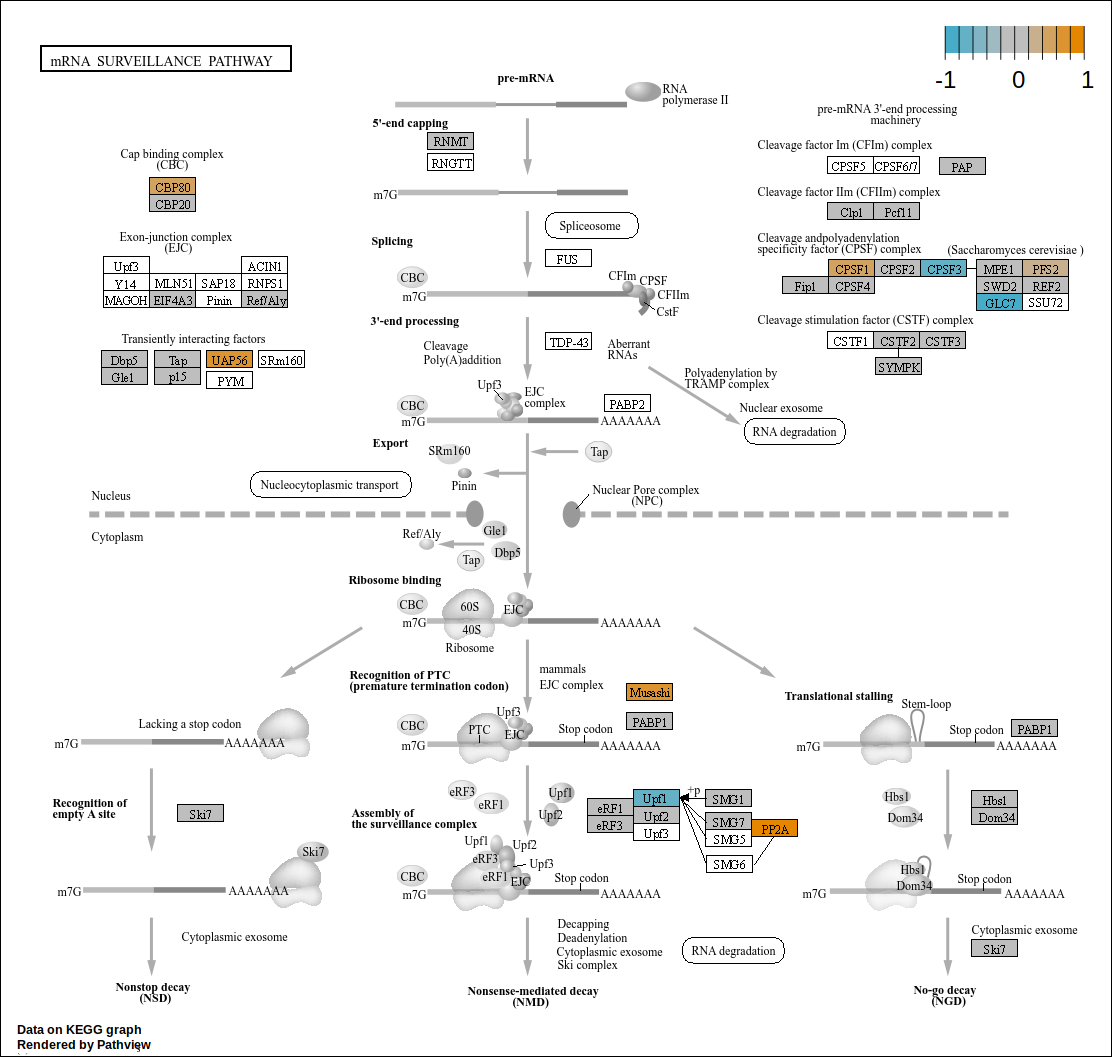 mRNA SURVEILLANCE PATHWAY
-1 0 1
pre-mRNA
RNA
polymerase II
5'-end capping
RNMT
RNGTT
m7G
Cap binding complex
(CBC)
CBP80
CBP20
Exon-junction complex
(EJC)
Upf3 ACIN1
Y14 MLN51 SAP18 RNPS1
MAGOH EIF4A3 Pinin Ref/Aly
Transiently interacting factors
Dbp5 Tap UAP56 SRm160
Gle1 p15 PYM
pre-mRNA 3'-end processing
machinery
Cleavage factor Im (CFIm) complex
CPSF5 CPSF6/7 PAP
Cleavage factor IIm (CFIIm) complex
Clp1 Pcf11
Cleavage andpolyadenylation
specificity factor (CPSF) complex (Saccharomyces cerevisiae )
CPSF1 CPSF2 CPSF3 MPE1 PFS2
Fip1 CPSF4 SWD2 REF2
GLC7 SSU72
Cleavage stimulation factor (CSTF) complex
CSTF1 CSTF2 CSTF3
SYMPK
Spliceosome
Splicing
FUS
CBC
m7G
CFIm CPSF
CFIIm
CstF
3'-end processing
Cleavage
Poly(A)addition
TDP-43
Aberrant
RNAs
Polyadenylation by
TRAMP complex
Nuclear exosome
RNA degradation
Upf3
EJC
complex
CBC
m7G
PABP2
AAAAAAA
Export
SRm160
Tap
Pinin
Nucleocytoplasmic transport
Nucleus
Nuclear Pore complex
(NPC)
Cytoplasm
Ref/Aly
Gle1
Dbp5
Tap
Ribosome binding
CBC
m7G
60S
40S
EJC
AAAAAAA
Ribosome
Recognition of PTC
(premature termination codon)
mammals
EJC complex
Musashi
PABP1
Upf3
CBC
m7G
PTC
EJC
Stop codon
AAAAAAA
Lacking a stop codon
m7G
AAAAAAA
Recognition of
empty A site
Ski7
Ski7
m7G
AAAAAAA
Cytoplasmic exosome
Nonstop decay
(NSD)
eRF3
eRF1
Upf1
Upf2
Assembly of
the surveillance complex
eRF1
eRF3
Upf1
Upf2
Upf3
+p
SMG1
SMG7
SMG5
SMG6
PP2A
Upf1
Upf2
eRF3
Upf3
eRF1
EJC
CBC
m7G
Stop codon
AAAAAAA
Decapping
Deadenylation
Cytoplasmic exosome
Ski complex
RNA degradation
Nonsense-mediated decay
(NMD)
Translational stalling
Stem-loop
m7G
Stop codon
PABP1
AAAAAAA
Hbs1
Dom34
Hbs1
Dom34
Hbs1
Dom34
m7G
Stop codon
AAAAAAA
Cytoplasmic exosome
Ski7
No-go decay
(NGD)
Data on KEGG graph
Rendered by Pathview